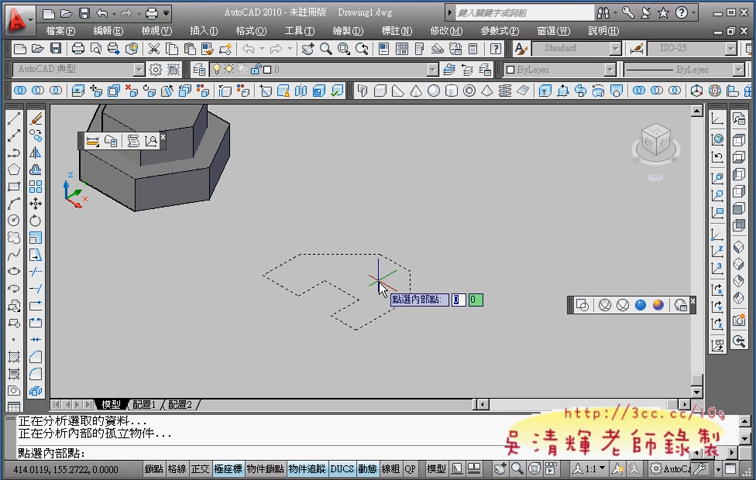 AutoCAD 2010 - 未註冊版 Drawing1.dwg
鍵入關鍵字或詞組
檔案(F) 編輯(E) 檢視(V) 插入(I) 格式(O) 工具(T) 繪製(D) 標註(N) 修改(M) 參數式(P) 視窗(W) 說明(H)
Standard ISO-25
AutoCAD 典型 0 ByLayer ByLayer
Z
X
點選內部點: 0 0
模型 配置1 配置2
正在分析選取的資料...
正在分析內部的孤立物件...
點選內部點:
http://3cc.cc/10g
吳清輝老師錄製
414.0119, 155.2722, 0.0000 鎖點 格線 正交 極座標 物件鎖點 物件追蹤 DUCS 動態 線粗 QP 模型 1:1 AutoCA